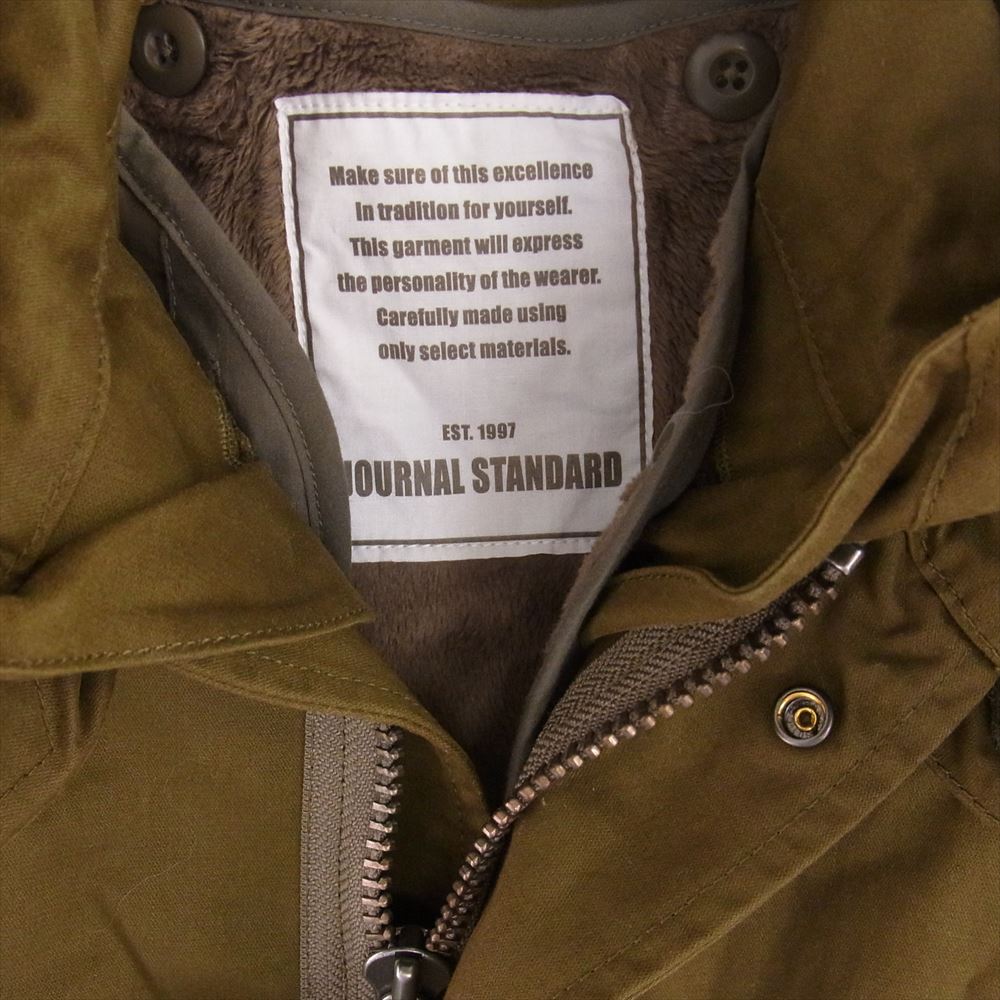 Make sure of this excellence
In tradition for yourself.
This garment will express
the personality of the wearer.
Carefully made using
only select materials.
EST. 1997
JOURNAL STANDARD